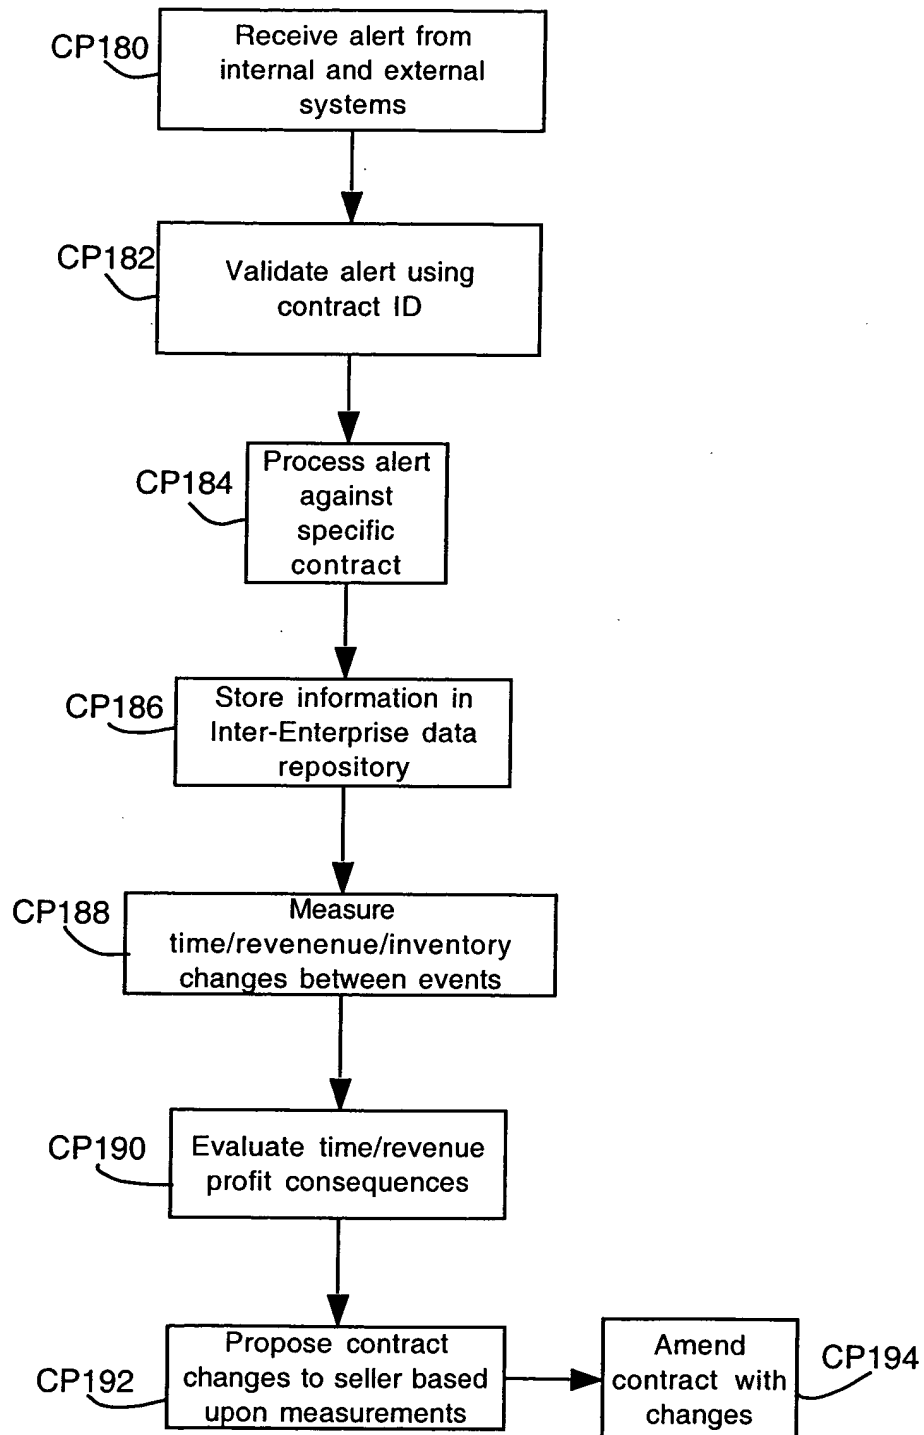 CP180
Receive alert from
internal and external
systems
CP182
Validate alert using
contract ID
CP184
Process alert
against
specific
contract
CP186
Store information in
Inter-Enterprise data
repository
CP188
Measure
time/revenenue/inventory
changes between events
CP190
Evaluate time/revenue
profit consequences
CP192
Propose contract
changes to seller based
upon measurements
Amend
contract with
changes
CP194